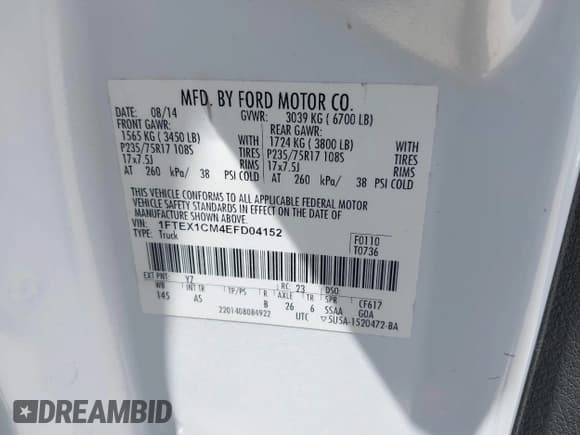 MFD. BY FORD MOTOR CO.
DATE: 08/14 GVWR: 3039 KG ( 6700 LB)
FRONT GAWR: REAR GAWR:
1565 KG ( 3450 LB) WITH 1724 KG ( 3800 LB) WITH
P235/75R17 108S TIRES P235/75R17 108S TIRES
17x7.5J RIMS 17x7.5J RIMS
AT 260 kPa/ 38 PSI COLD AT 260 kPa/ 38 PSI COLD
THIS VEHICLE CONFORMS TO ALL APPLICABLE FEDERAL MOTOR
VEHICLE SAFETY STANDARDS IN EFFECT ON THE DATE OF
MANUFACTURE SHOWN ABOVE.
VIN: 1FTEX1CM4EFD04152 F0110
TYPE: Truck T0736
EXT PNT: YZ RC: 23 DSO:
WB INT TR TP/PS R AXLE TR SPR CF617
145 AS B 26 6 SSAA GOA
2201408084922 UTC ▽5U5A-1520472-BA
DREAMBID